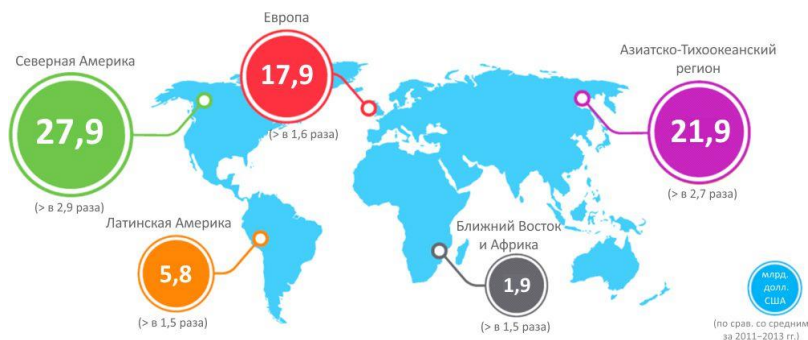 Европа
17,9
(> в 1,6 раза)
Северная Америка
27,9
(> в 2,9 раза)
Азиатско-Тихоокеанский
регион
21,9
(> в 2,7 раза)
Латинская Америка
5,8
(> в 1,5 раза)
Ближний Восток
и Африка
1,9
(> в 1,5 раза)
млрд.
долл.
США
(по срав. со средним
за 2011–2013 гг.)